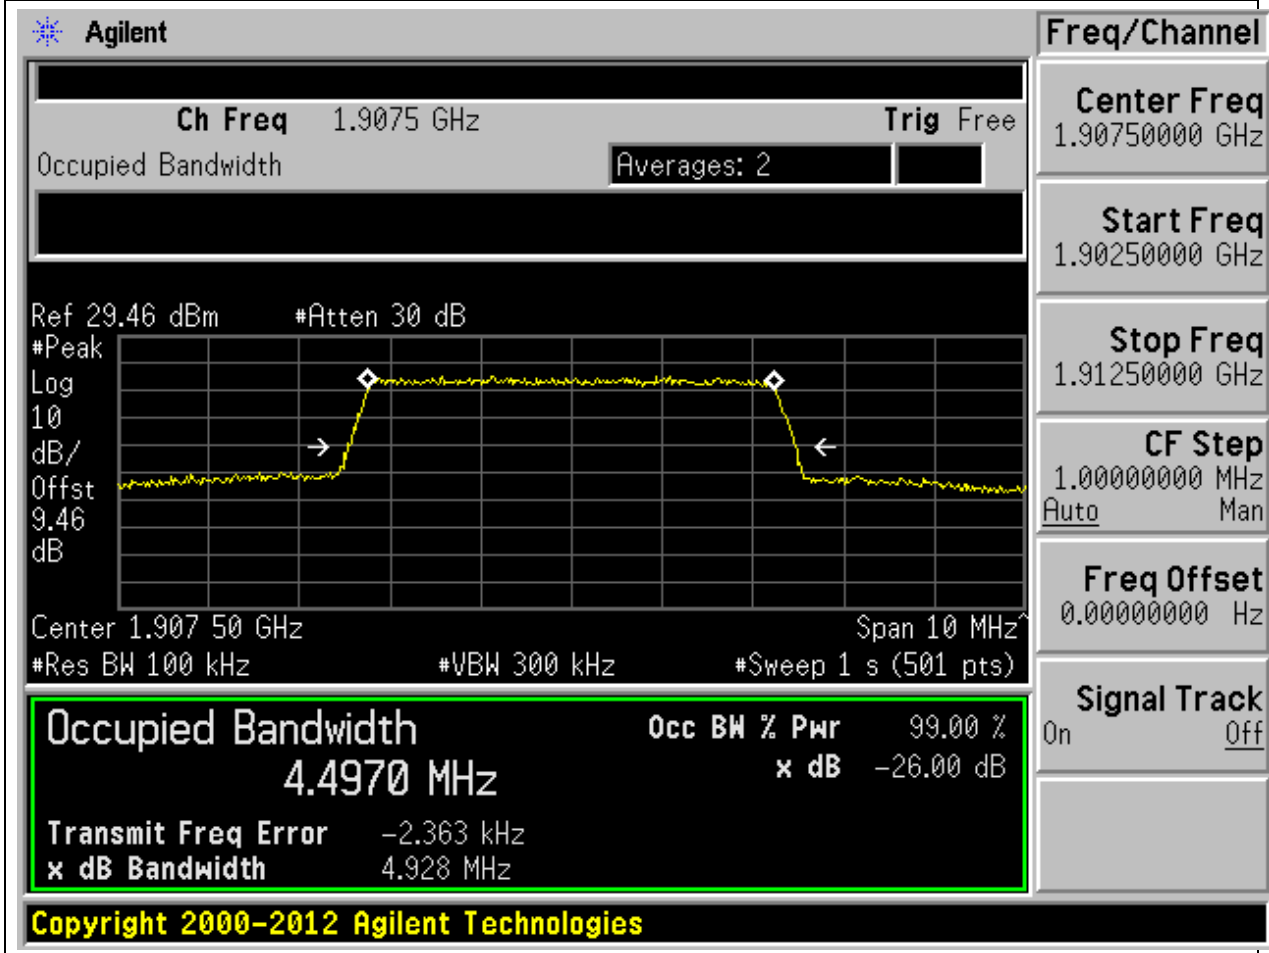 Agilent
Freq/Channel
Ch Freq 1.9075 GHz Trig Free
Occupied Bandwidth Averages: 2
Center Freq
1.90750000 GHz
Start Freq
1.90250000 GHz
Stop Freq
1.91250000 GHz
CF Step
1.00000000 MHz
Auto Man
Freq Offset
0.00000000 Hz
Signal Track
On Off
Ref 29.46 dBm #Atten 30 dB
#Peak
Log
10
dB/
Offst
9.46
dB
Center 1.907 50 GHz Span 10 MHz^
#Res BW 100 kHz #VBW 300 kHz #Sweep 1 s (501 pts)
Occupied Bandwidth Occ BW % Pwr 99.00 %
4.4970 MHz x dB -26.00 dB
Transmit Freq Error -2.363 kHz
x dB Bandwidth 4.928 MHz
Copyright 2000-2012 Agilent Technologies